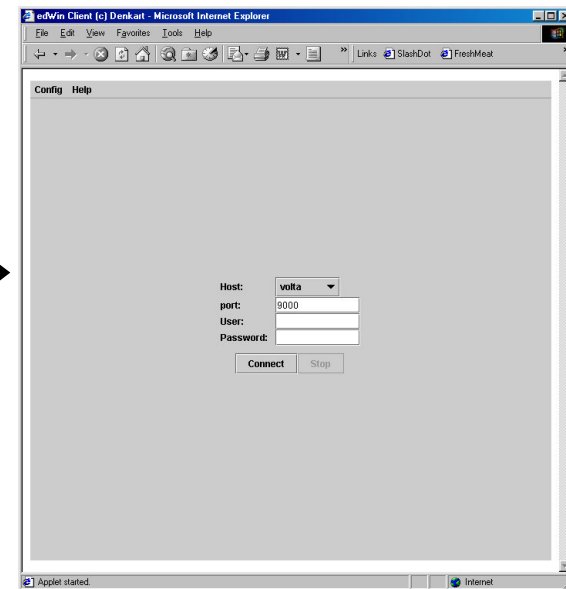 edWin Client (c) Denkart - Microsoft Internet Explorer
File Edit View Favorites Tools Help
» Links SlashDot FreshMeat »
Config Help
Host: volta
port: 9000
User:
Password:
Connect Stop
Applet started. Internet